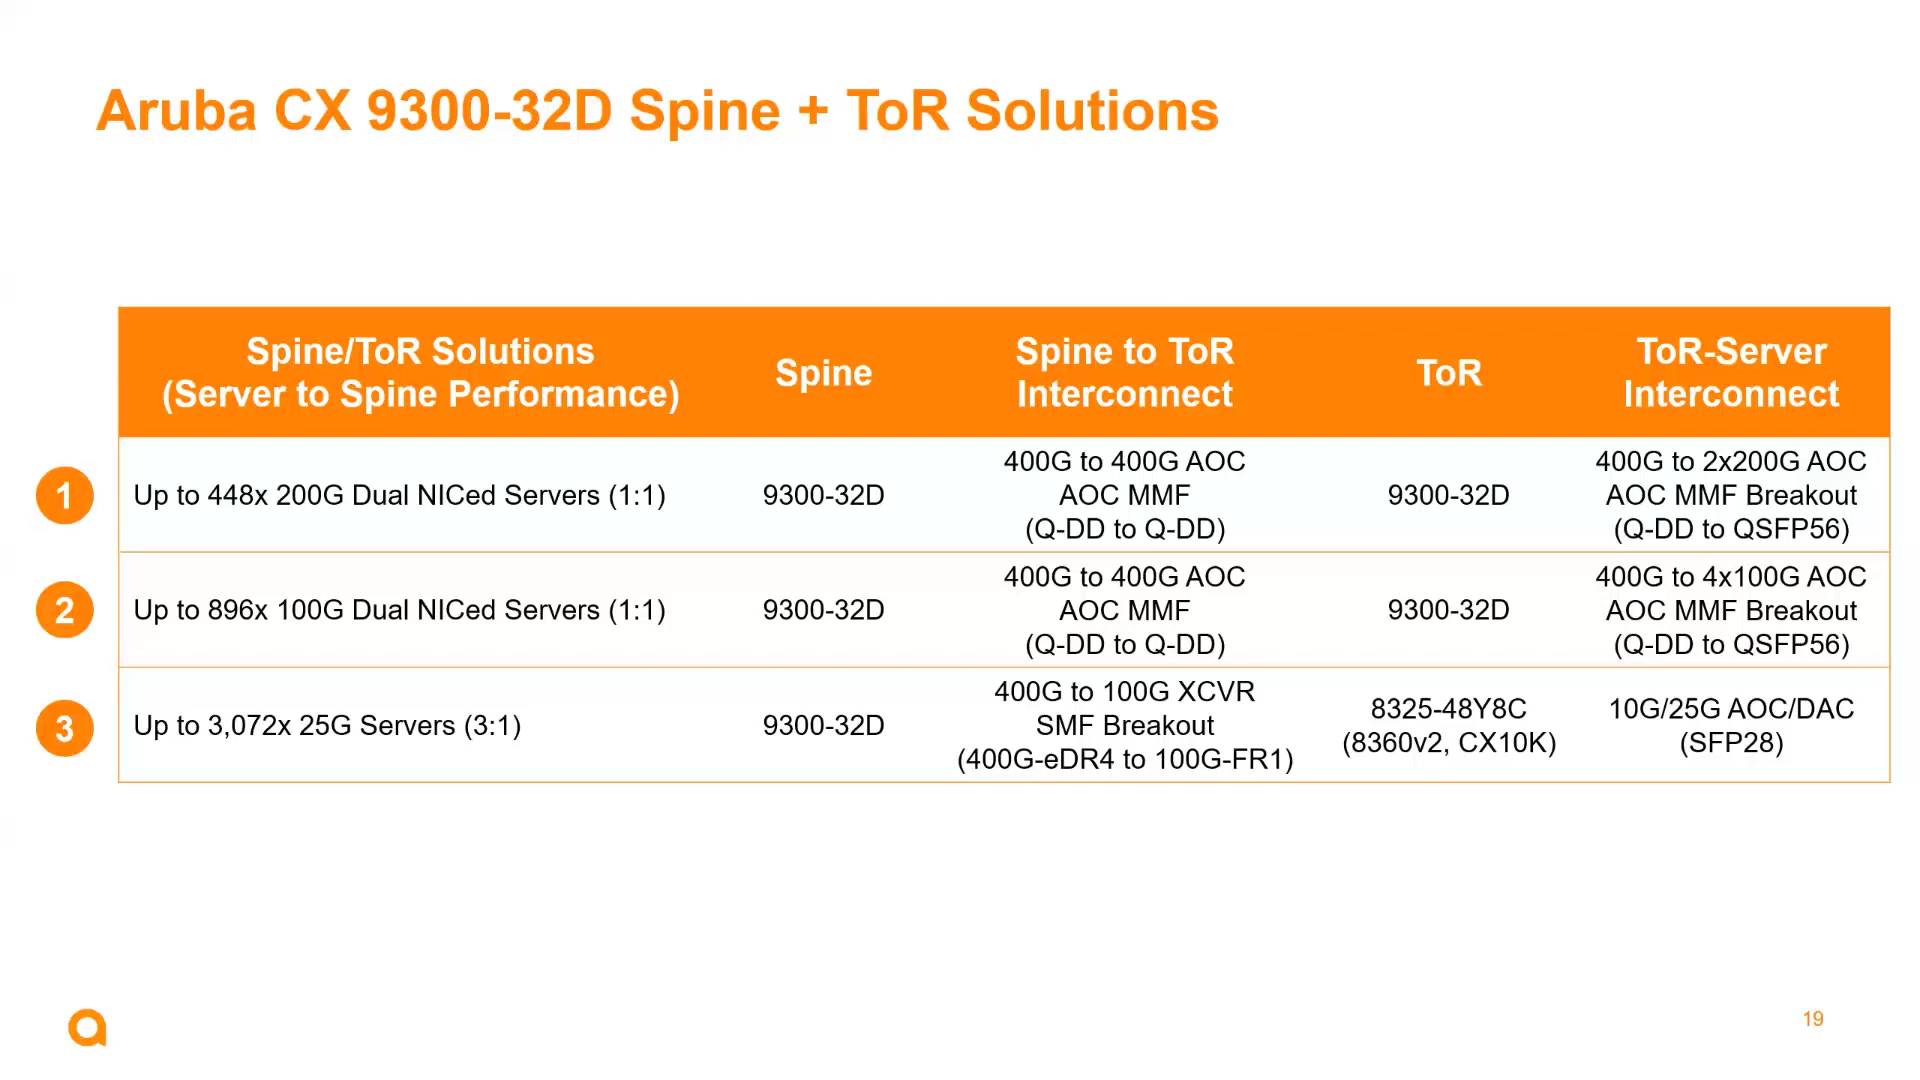 Aruba CX 9300-32D Spine + ToR Solutions
Spine/ToR Solutions
(Server to Spine Performance)
Spine
Spine to ToR
Interconnect
ToR
ToR-Server
Interconnect
1
Up to 448x 200G Dual NICed Servers (1:1)
9300-32D
400G to 400G AOC
AOC MMF
(Q-DD to Q-DD)
9300-32D
400G to 2x200G AOC
AOC MMF Breakout
(Q-DD to QSFP56)
2
Up to 896x 100G Dual NICed Servers (1:1)
9300-32D
400G to 400G AOC
AOC MMF
(Q-DD to Q-DD)
9300-32D
400G to 4x100G AOC
AOC MMF Breakout
(Q-DD to QSFP56)
3
Up to 3,072x 25G Servers (3:1)
9300-32D
400G to 100G XCVR
SMF Breakout
(400G-eDR4 to 100G-FR1)
8325-48Y8C
(8360v2, CX10K)
10G/25G AOC/DAC
(SFP28)
19